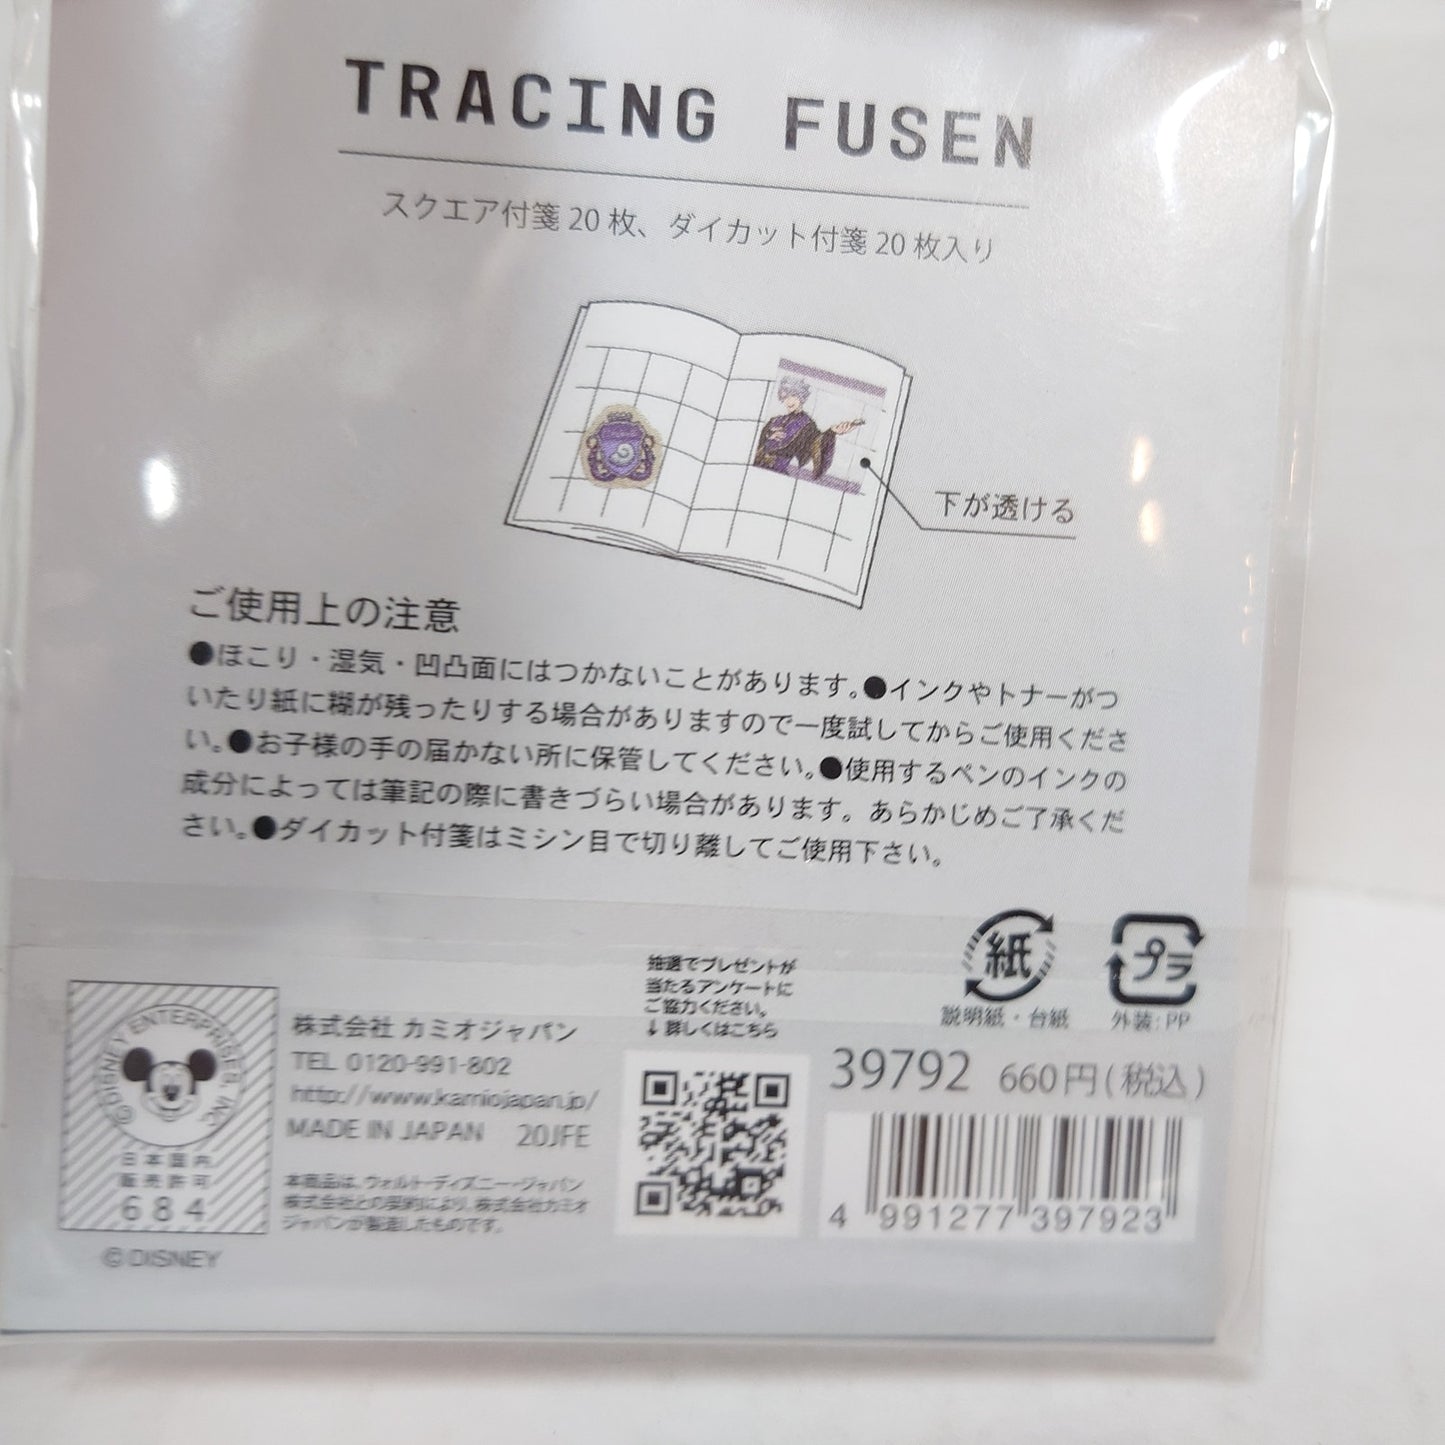 TRACING FUSEN
スクエア付箋20枚、ダイカット付箋20枚入り
下が透ける
ご使用上の注意
●ほこり・湿気・凹凸面にはつかないことがあります。●インクやトナーがつ
いたり紙に糊が残ったりする場合がありますので一度試してからご使用くださ
い。●お子様の手の届かない所に保管してください。●使用するペンのインクの
成分によっては筆記の際に書きづらい場合があります。あらかじめご了承くだ
さい。●ダイカット付箋はミシン目で切り離してご使用下さい。
紙
説明紙・台紙
プラ
外装:PP
© DISNEY ENTERPRISES, INC.
日本国内
販売許可
684
© DISNEY
株式会社 カミオジャパン
TEL 0120-991-802
http://www.kamiojapan.jp/
MADE IN JAPAN 20JFE
本商品は、ウォルト・ディズニー・ジャパン
株式会社との契約により、株式会社カミオ
ジャパンが製造したものです。
抽選でプレゼントが
当たるアンケートに
ご協力ください。
↓詳しくはこちら
39792 660円(税込)
4 991277 397923